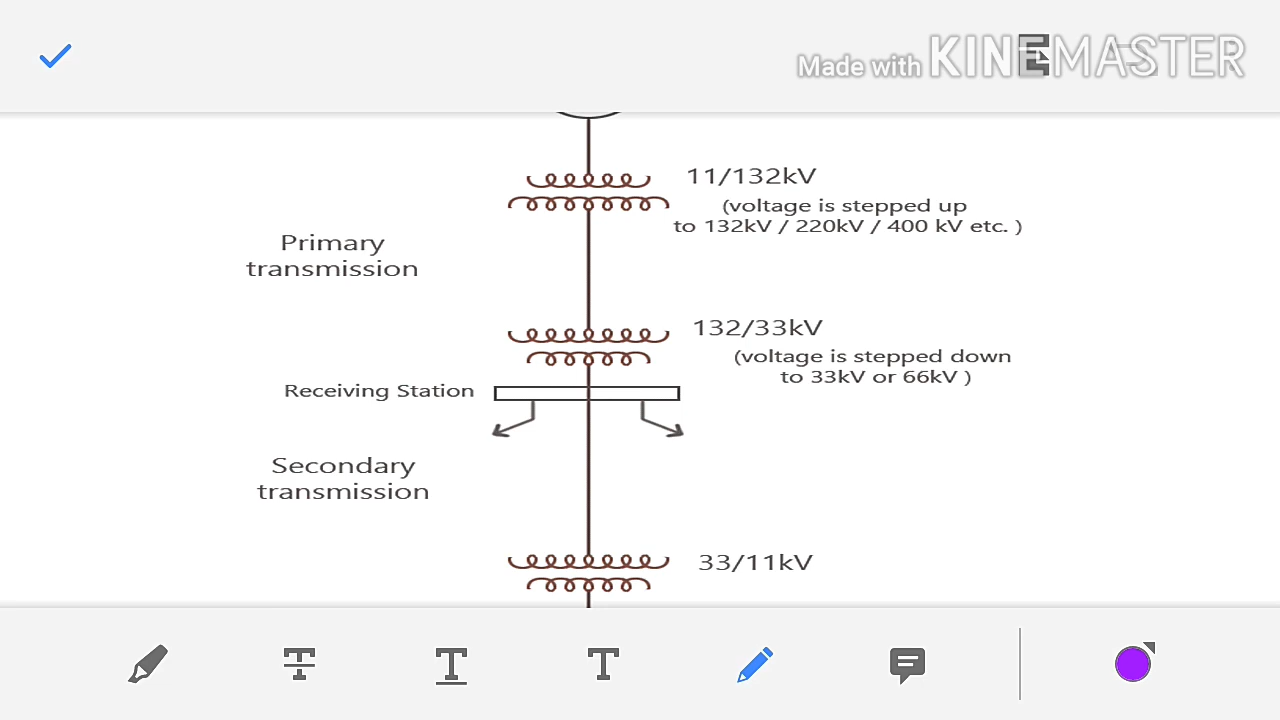 Made with KINEMASTER
11/132kV
(voltage is stepped up
to 132kV / 220kV / 400 kV etc. )
Primary
transmission
132/33kV
(voltage is stepped down
to 33kV or 66kV )
Receiving Station
Secondary
transmission
33/11kV